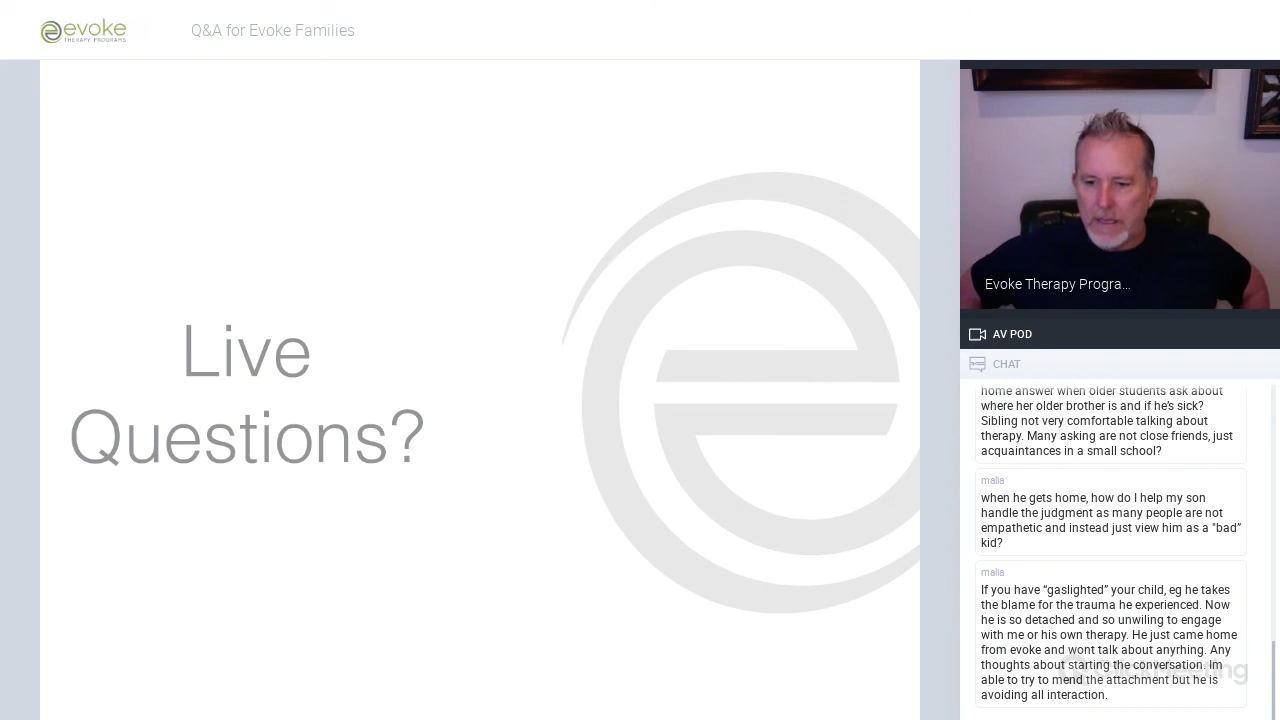 evoke
THERAPY PROGRAMS
Q&A for Evoke Families
Live
Questions?
Evoke Therapy Progra...
AV POD
CHAT
home answer when older students ask about
where her older brother is and if he's sick?
Sibling not very comfortable talking about
therapy. Many asking are not close friends, just
acquaintances in a small school?
malia
when he gets home, how do I help my son
handle the judgment as many people are not
empathetic and instead just view him as a "bad”
kid?
malia
If you have “gaslighted” your child, eg he takes
the blame for the trauma he experienced. Now
he is so detached and so unwiling to engage
with me or his own therapy. He just came home
from evoke and wont talk about anyrhing. Any
thoughts about starting the conversation. Im
able to try to mend the attachment but he is
avoiding all interaction.
ClickMeeting